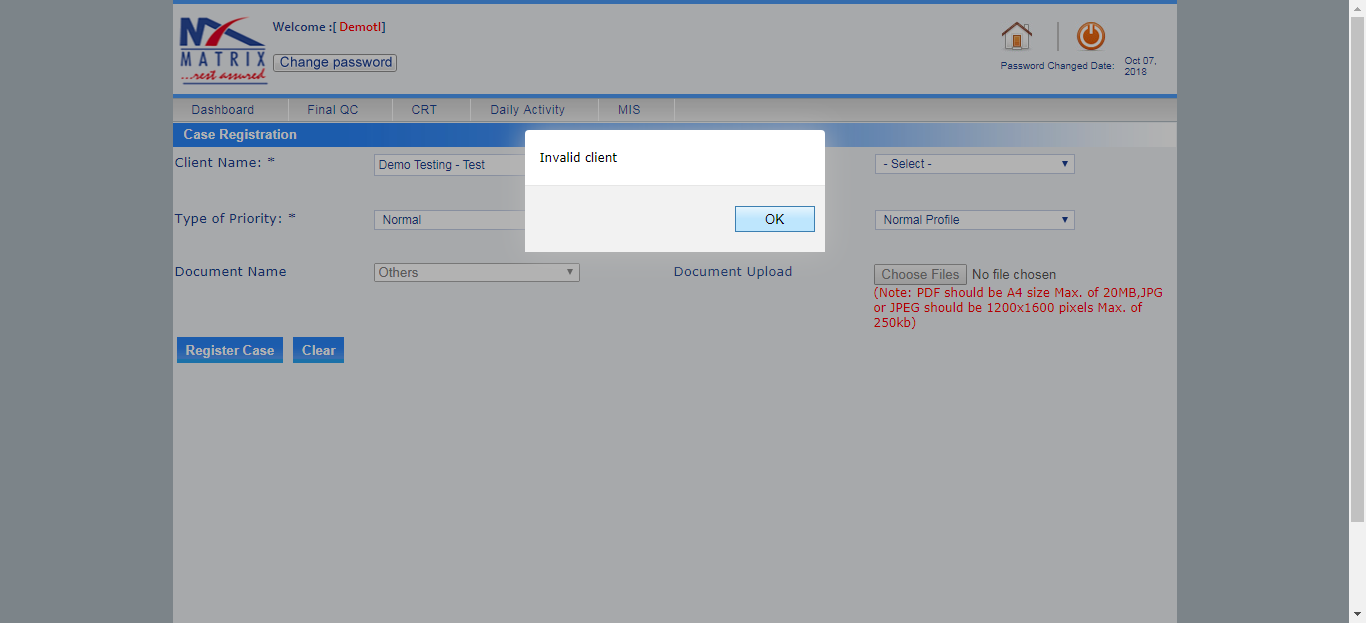 Welcome :[ Demotl]
MATRIX
...rest assured
Change password
Password Changed Date: Oct 07, 2018
Dashboard Final QC CRT Daily Activity MIS
Case Registration
Invalid client
OK
Client Name: * Demo Testing - Test - Select -
Type of Priority: * Normal Normal Profile
Document Name Others Document Upload Choose Files No file chosen
(Note: PDF should be A4 size Max. of 20MB,JPG
or JPEG should be 1200x1600 pixels Max. of
250kb)
Register Case Clear